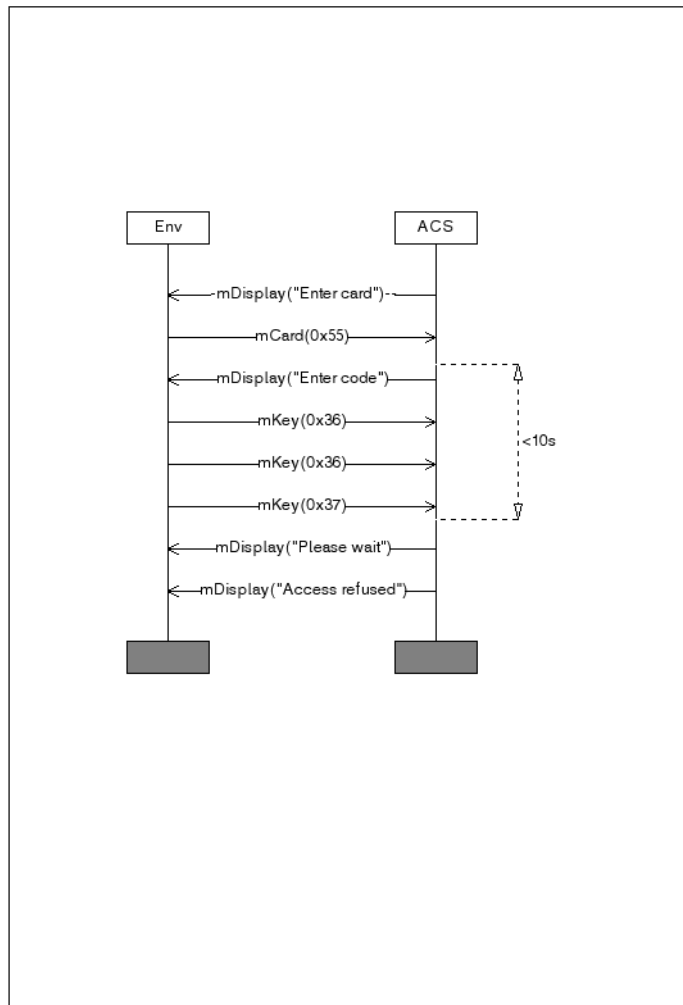 Env
ACS
mDisplay("Enter card")
mCard(0x55)
mDisplay("Enter code")
mKey(0x36)
<10s
mKey(0x36)
mKey(0x37)
mDisplay("Please wait")
mDisplay("Access refused")